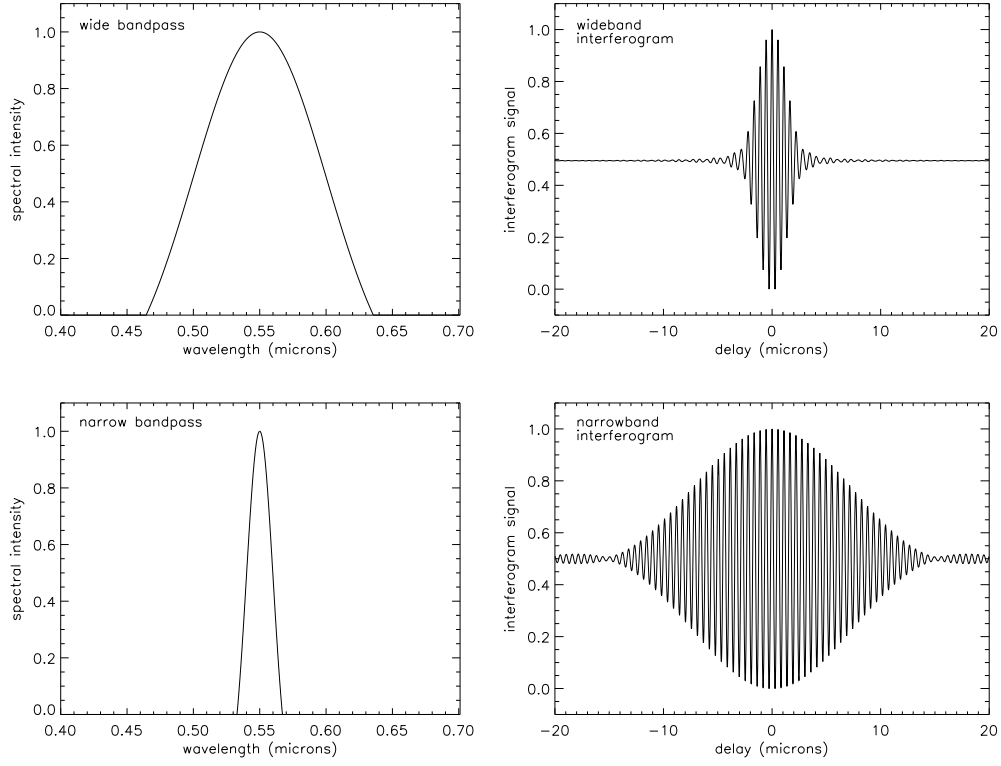 wide bandpass
1.0
0.8
0.6
0.4
0.2
0.0
spectral intensity
0.40 0.45 0.50 0.55 0.60 0.65 0.70
wavelength (microns)
wideband
interferogram
1.0
0.8
0.6
0.4
0.2
0.0
interferogram signal
−20 −10 0 10 20
delay (microns)
narrow bandpass
1.0
0.8
0.6
0.4
0.2
0.0
spectral intensity
0.40 0.45 0.50 0.55 0.60 0.65 0.70
wavelength (microns)
narrowband
interferogram
1.0
0.8
0.6
0.4
0.2
0.0
interferogram signal
−20 −10 0 10 20
delay (microns)